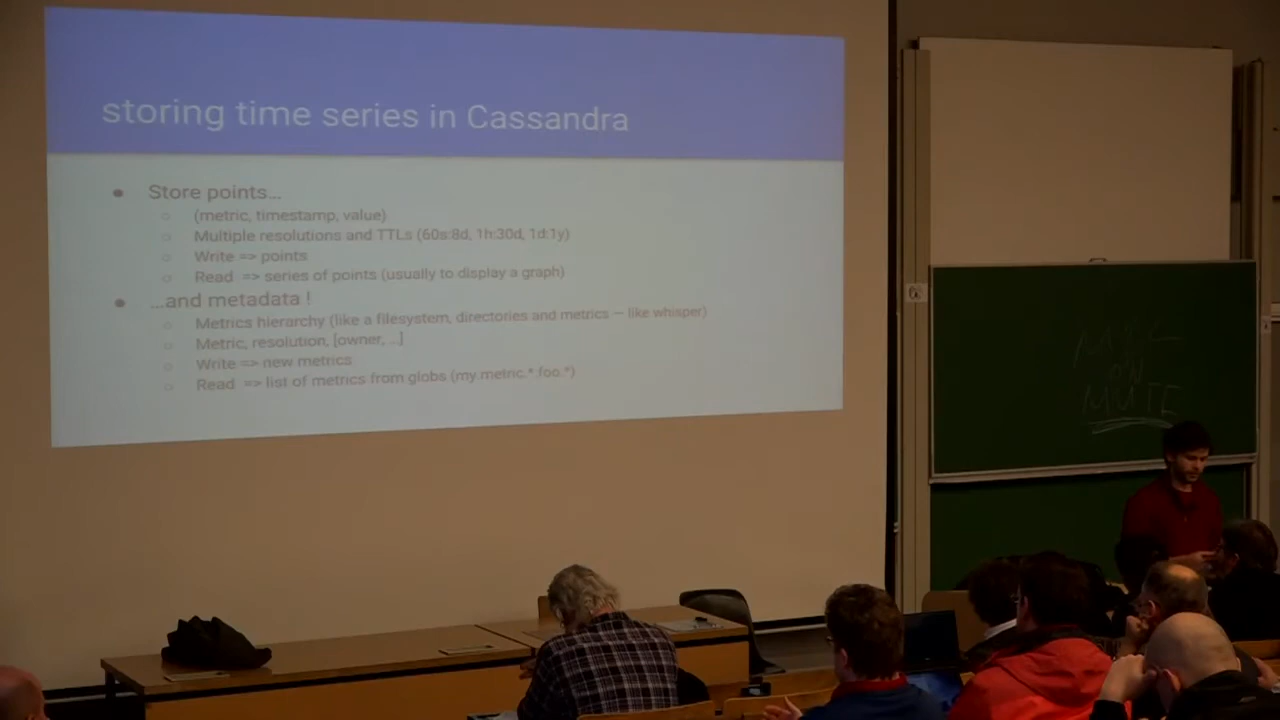 storing time series in Cassandra
● Store points...
○ (metric, timestamp, value)
○ Multiple resolutions and TTLs (60s:8d, 1h:30d, 1d:1y)
○ Write => points
○ Read => series of points (usually to display a graph)
● ...and metadata !
○ Metrics hierarchy (like a filesystem, directories and metrics — like whisper)
○ Metric, resolution, [owner, ...]
○ Write => new metrics
○ Read => list of metrics from globs (my.metric.*.foo.*)
ON
MUTE